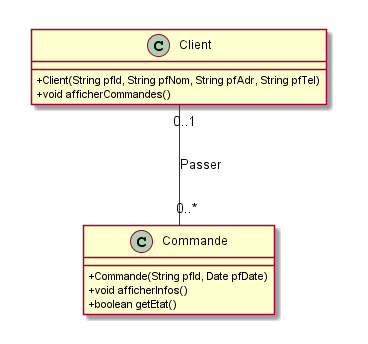 C Client
+Client(String pfId, String pfNom, String pfAdr, String pfTel)
+void afficherCommandes()
0..1
Passer
0..*
C Commande
+Commande(String pfId, Date pfDate)
+void afficherInfos()
+boolean getEtat()